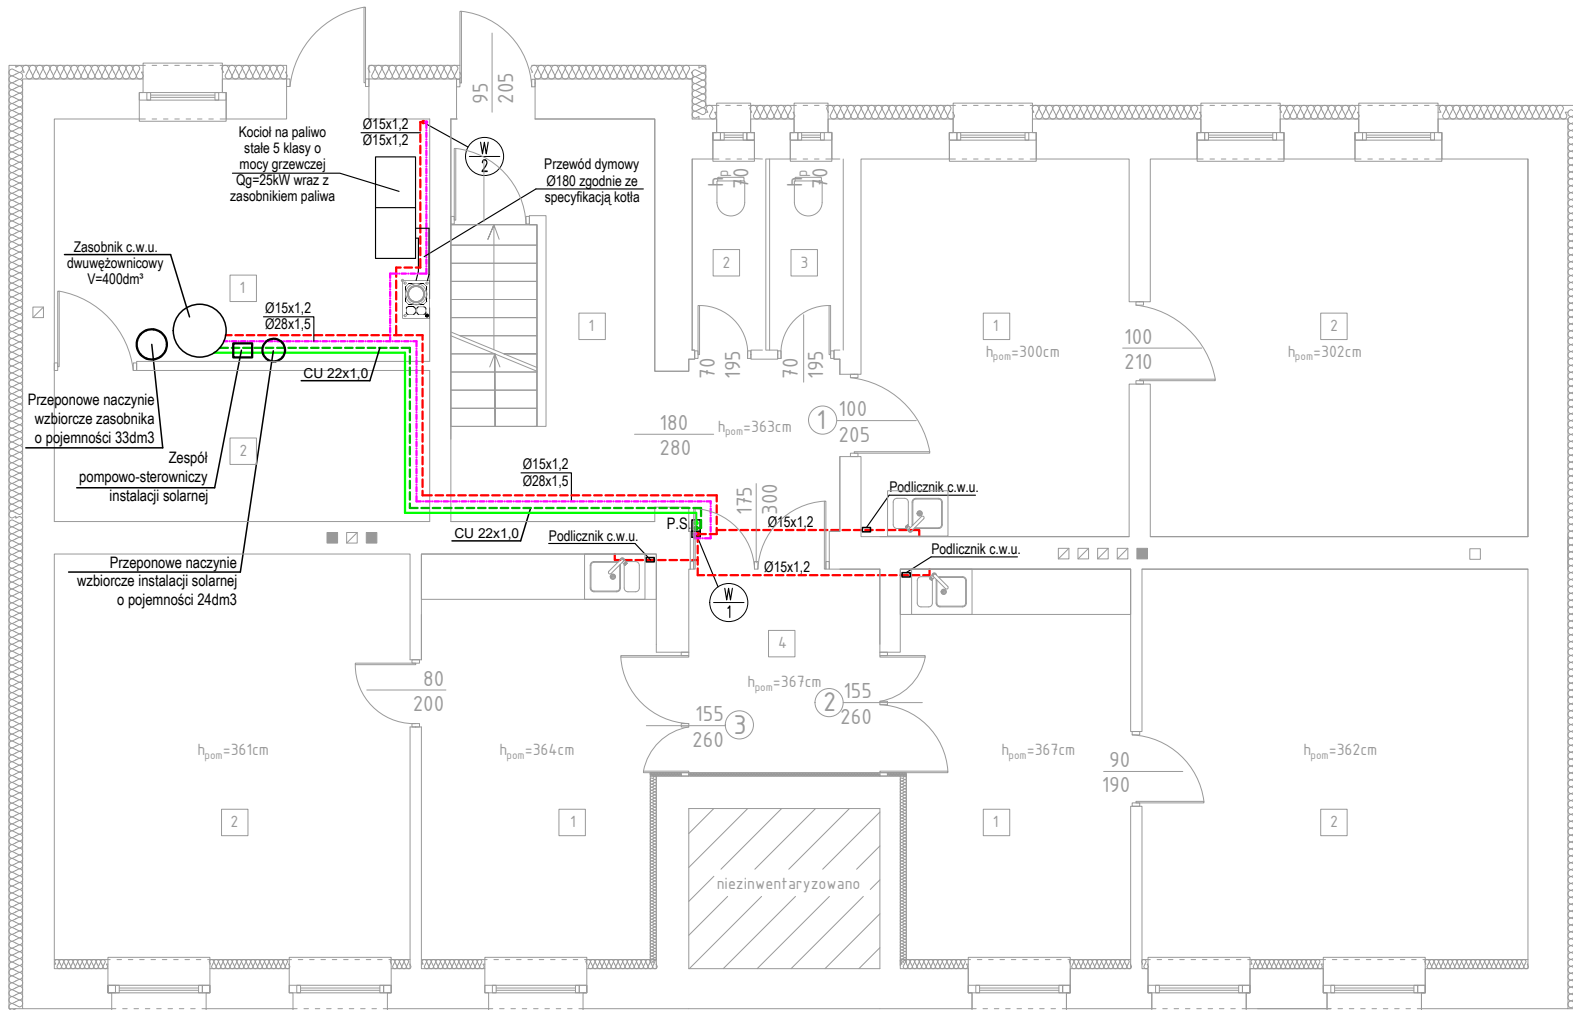 95
205
Ø15x1,2
Ø15x1,2
Kocioł na paliwo
stałe 5 klasy o
mocy grzewczej
Qg=25kW wraz z
zasobnikiem paliwa
W
2
Przewód dymowy
Ø180 zgodnie ze
specyfikacją kotła
70
70
Zasobnik c.w.u.
dwuwężownicowy
V=400dm³
1
2
3
Ø15x1,2
Ø28x1,5
1
1
hpom=300cm
100
210
2
hpom=302cm
CU 22x1,0
70
195
70
195
Przeponowe naczynie
wzbiorcze zasobnika
o pojemności 33dm3
2
180
280
hpom=363cm
1
100
205
Zespół
pompowo-sterowniczy
instalacji solarnej
Ø15x1,2
Ø28x1,5
175
300
Podlicznik c.w.u.
P.S.
Ø15x1,2
CU 22x1,0
Podlicznik c.w.u.
Podlicznik c.w.u.
Przeponowe naczynie
wzbiorcze instalacji solarnej
o pojemności 24dm3
Ø15x1,2
W
1
4
80
200
hpom=367cm
155
260
3
2
155
260
hpom=361cm
hpom=364cm
hpom=367cm
90
190
hpom=362cm
2
1
1
2
niezinwentaryzowano